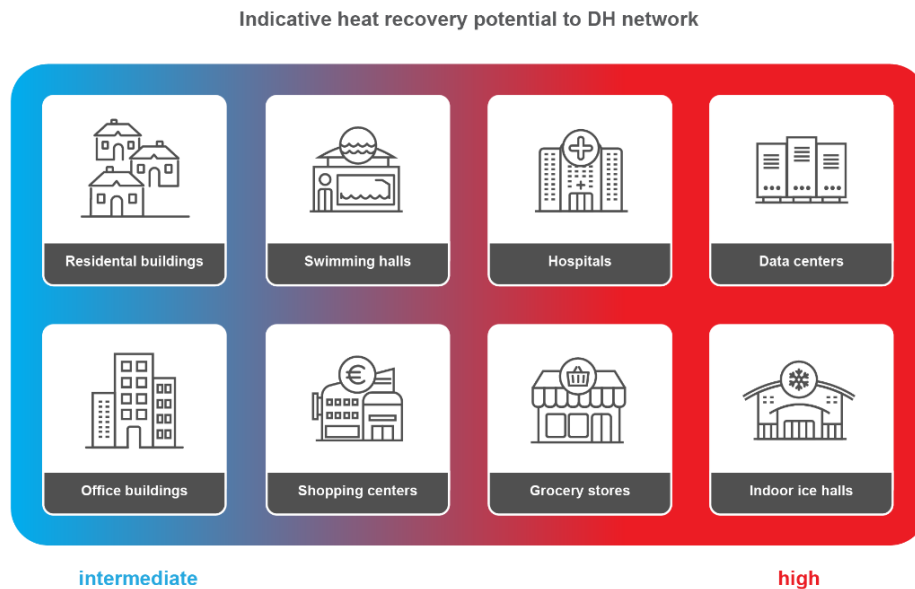 Indicative heat recovery potential to DH network
Residental buildings
Swimming halls
Hospitals
Data centers
€
Office buildings
Shopping centers
Grocery stores
Indoor ice halls
intermediate
high